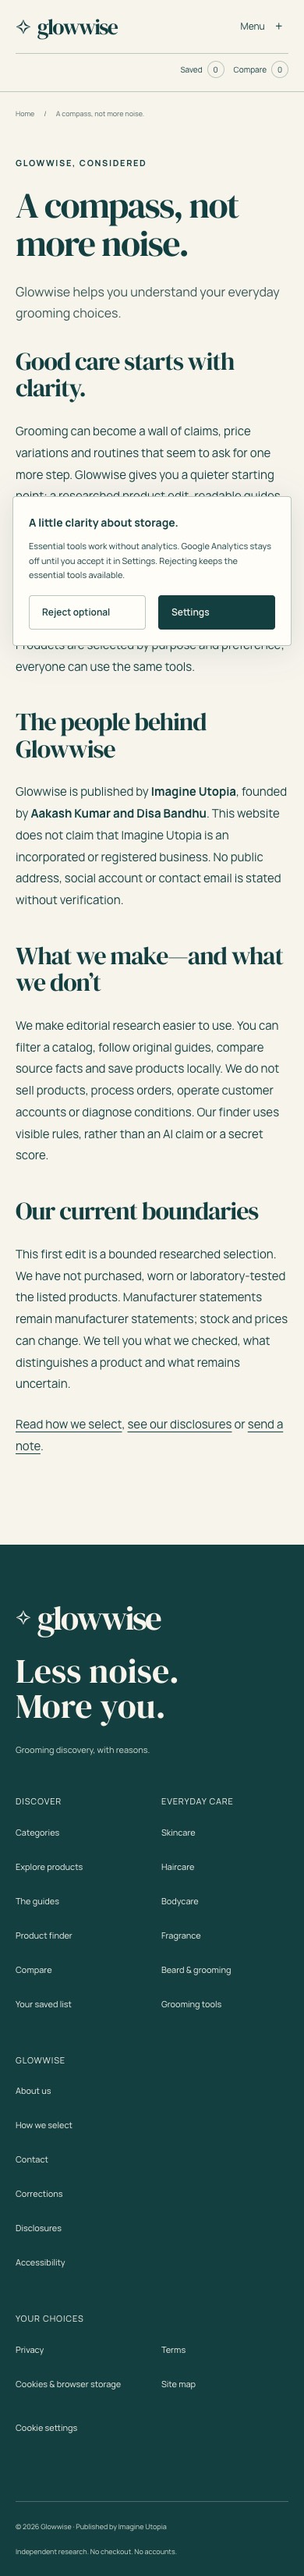 glowwise
Menu +
Saved 0 Compare 0
Home / A compass, not more noise.
GLOWWISE, CONSIDERED
A compass, not
more noise.
Glowwise helps you understand your everyday
grooming choices.
Good care starts with
clarity.
Grooming can become a wall of claims, price
variations and routines that seem to ask for one
more step. Glowwise gives you a quieter starting
point: a researched product edit, readable guides
A little clarity about storage.
Essential tools work without analytics. Google Analytics stays
off until you accept it in Settings. Rejecting keeps the
essential tools available.
Reject optional
Settings
Products are selected by purpose and preference;
everyone can use the same tools.
The people behind
Glowwise
Glowwise is published by Imagine Utopia, founded
by Aakash Kumar and Disa Bandhu. This website
does not claim that Imagine Utopia is an
incorporated or registered business. No public
address, social account or contact email is stated
without verification.
What we make—and what
we don’t
We make editorial research easier to use. You can
filter a catalog, follow original guides, compare
source facts and save products locally. We do not
sell products, process orders, operate customer
accounts or diagnose conditions. Our finder uses
visible rules, rather than an AI claim or a secret
score.
Our current boundaries
This first edit is a bounded researched selection.
We have not purchased, worn or laboratory-tested
the listed products. Manufacturer statements
remain manufacturer statements; stock and prices
can change. We tell you what we checked, what
distinguishes a product and what remains
uncertain.
Read how we select, see our disclosures or send a
note.
glowwise
Less noise.
More you.
Grooming discovery, with reasons.
DISCOVER
Categories
Explore products
The guides
Product finder
Compare
Your saved list
EVERYDAY CARE
Skincare
Haircare
Bodycare
Fragrance
Beard & grooming
Grooming tools
GLOWWISE
About us
How we select
Contact
Corrections
Disclosures
Accessibility
YOUR CHOICES
Privacy
Terms
Cookies & browser storage
Site map
Cookie settings
© 2026 Glowwise · Published by Imagine Utopia
Independent research. No checkout. No accounts.